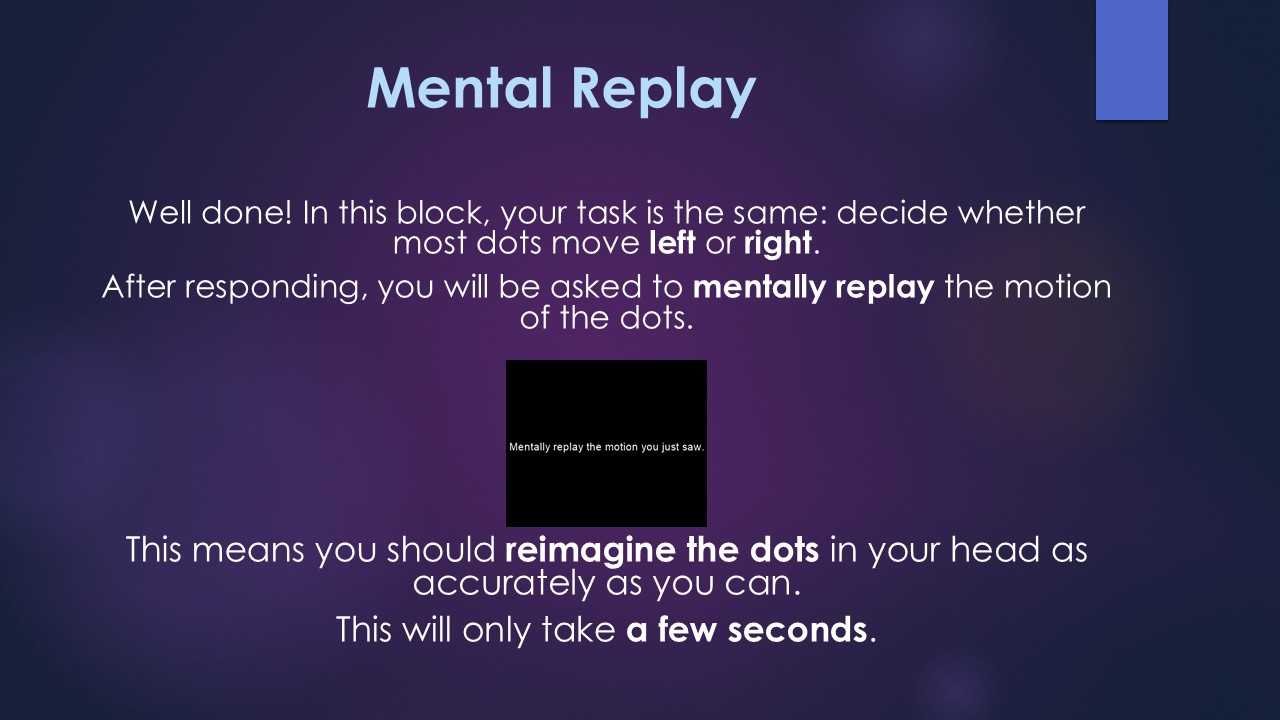 Mental Replay
Well done! In this block, your task is the same: decide whether
most dots move left or right.
After responding, you will be asked to mentally replay the motion
of the dots.
Mentally replay the motion you just saw.
This means you should reimagine the dots in your head as
accurately as you can.
This will only take a few seconds.